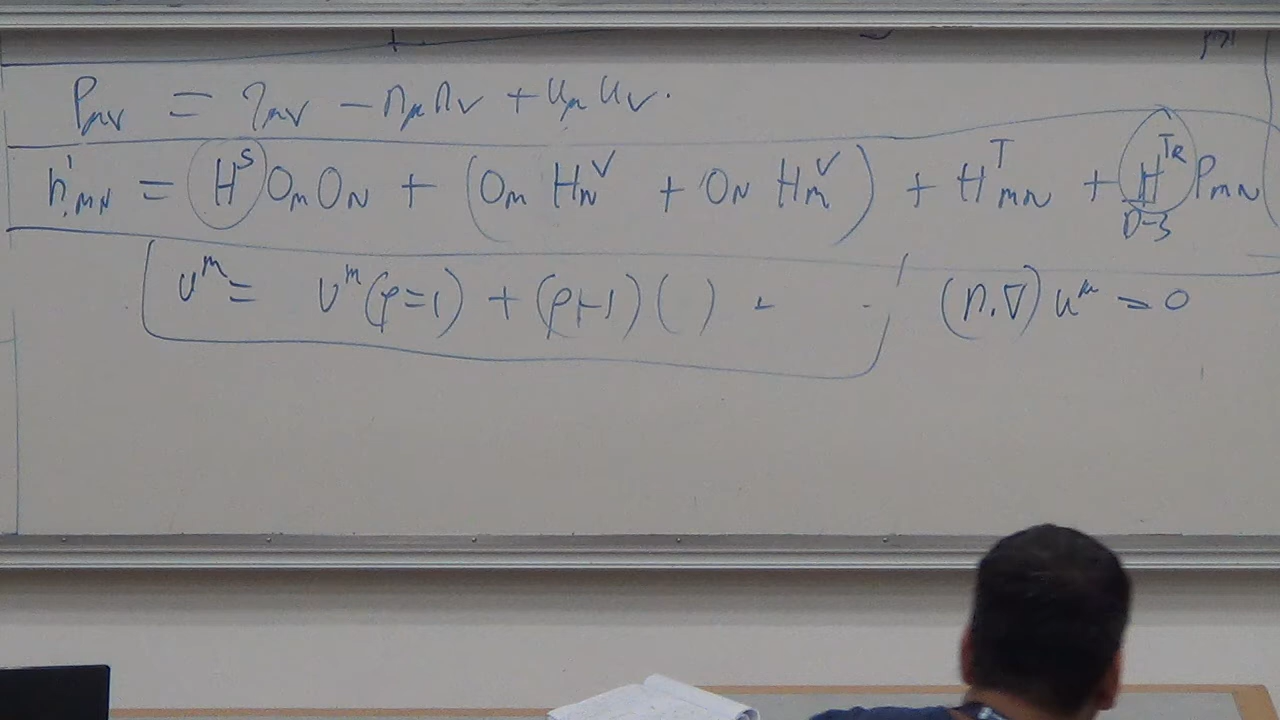 P_{μν} = η_{μν} - n_μ n_ν + u_μ u_ν.
h'_{MN} = H^S O_M O_N + (O_M H_N^V + O_N H_M^V) + H^T_{MN} + \frac{H^{Tr}}{D-3} P_{MN}
U^M = U^M(ρ=1) + (ρ-1)( ) + - (n.∇) u^M = 0